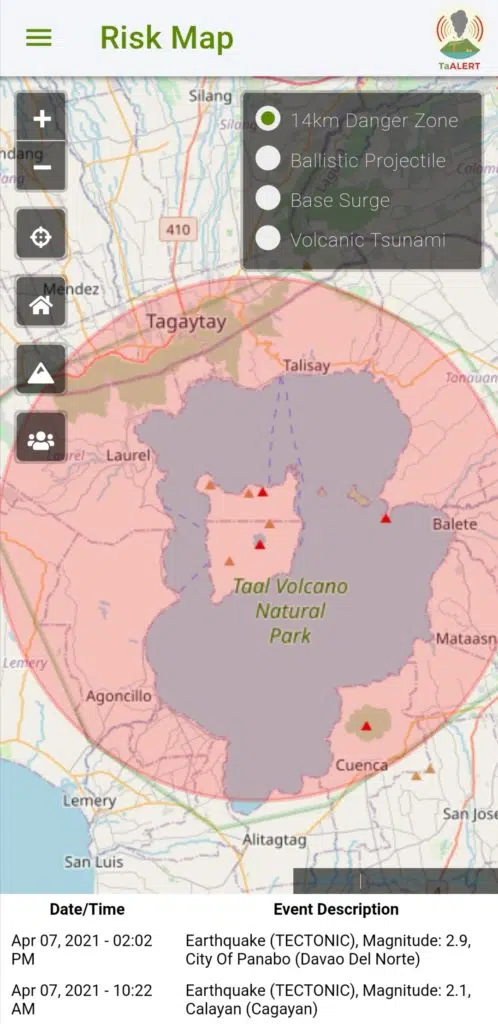 Risk Map
TaALERT
Silang
Silang
ndang
14km Danger Zone
Ballistic Projectile
Base Surge
Volcanic Tsunami
410
Mendez
Tagaytay
Talisay
Tanauan
Laurel
Laurel
Balete
Taal Volcano
Natural
Park
Mataasn
Lemery
Agoncillo
Cuenca
Lemery
San Jose
Alitagtag
San Luis
Date/Time
Event Description
Apr 07, 2021 - 02:02
PM
Earthquake (TECTONIC), Magnitude: 2.9,
City Of Panabo (Davao Del Norte)
Apr 07, 2021 - 10:22
AM
Earthquake (TECTONIC), Magnitude: 2.1,
Calayan (Cagayan)